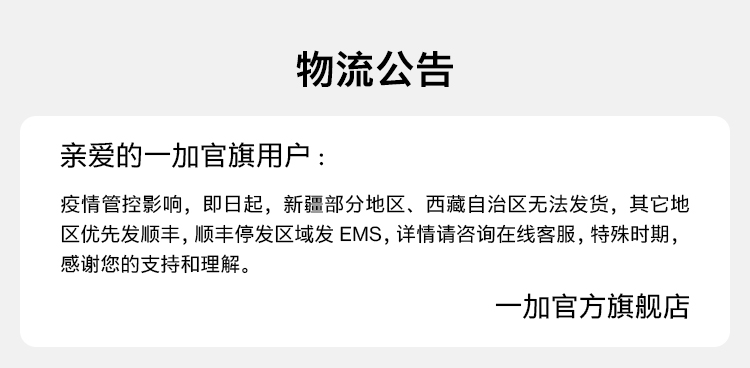 物流公告
亲爱的一加官旗用户：
疫情管控影响，即日起，新疆部分地区、西藏自治区无法发货，其它地
区优先发顺丰，顺丰停发区域发 EMS，详情请咨询在线客服，特殊时期，
感谢您的支持和理解。
一加官方旗舰店